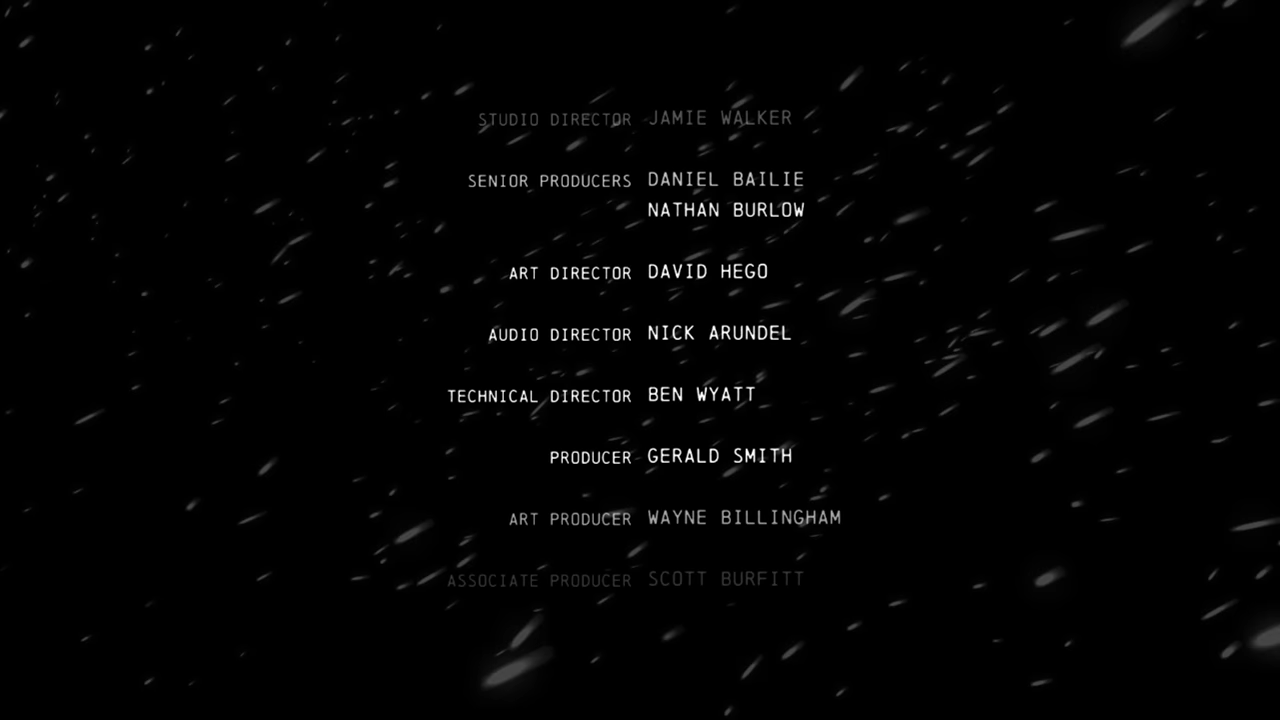 STUDIO DIRECTOR JAMIE WALKER
SENIOR PRODUCERS DANIEL BAILIE
NATHAN BURLOW
ART DIRECTOR DAVID HEGO
AUDIO DIRECTOR NICK ARUNDEL
TECHNICAL DIRECTOR BEN WYATT
PRODUCER GERALD SMITH
ART PRODUCER WAYNE BILLINGHAM
ASSOCIATE PRODUCER SCOTT BURFITT